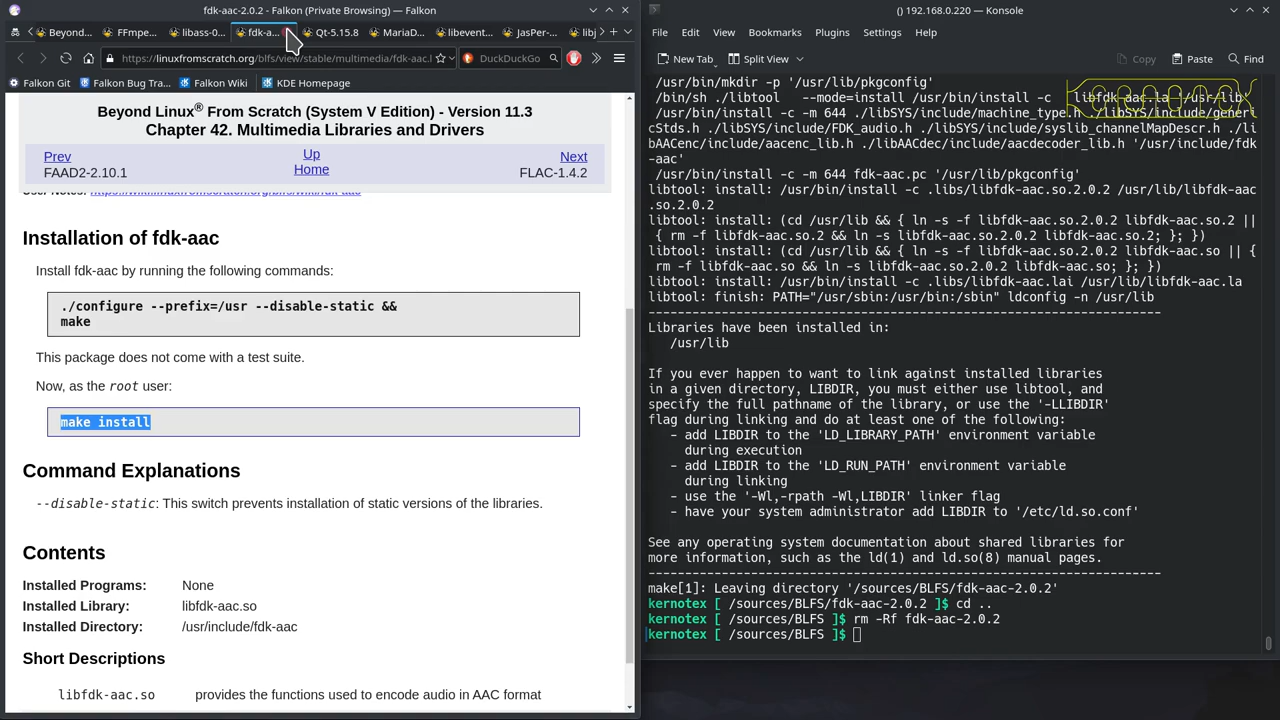 fdk-aac-2.0.2 - Falkon (Private Browsing) — Falkon
Beyond...
FFmpe...
libass-0...
fdk-a...
Qt-5.15.8
MariaD...
libevent...
JasPer-...
https://linuxfromscratch.org/blfs/view/stable/multimedia/fdk-aac.l
DuckDuckGo
Falkon Git
Falkon Bug Tra...
Falkon Wiki
KDE Homepage
Beyond Linux® From Scratch (System V Edition) - Version 11.3
Chapter 42. Multimedia Libraries and Drivers
Prev
FAAD2-2.10.1
Up
Home
Next
FLAC-1.4.2
User Notes: https://wiki.linuxfromscratch.org/blfs/wiki/fdk-aac
Installation of fdk-aac
Install fdk-aac by running the following commands:
./configure --prefix=/usr --disable-static &&
make
This package does not come with a test suite.
Now, as the root user:
make install
Command Explanations
--disable-static: This switch prevents installation of static versions of the libraries.
Contents
Installed Programs: None
Installed Library: libfdk-aac.so
Installed Directory: /usr/include/fdk-aac
Short Descriptions
libfdk-aac.so provides the functions used to encode audio in AAC format
() 192.168.0.220 — Konsole
File Edit View Bookmarks Plugins Settings Help
New Tab Split View Copy Paste Find
/usr/bin/mkdir -p '/usr/lib/pkgconfig'
/bin/sh ./libtool --mode=install /usr/bin/install -c libfdk-aac.la '/usr/lib'
/usr/bin/install -c -m 644 ./libSYS/include/machine_type.h ./libSYS/include/generi
cStds.h ./libSYS/include/FDK_audio.h ./libSYS/include/syslib_channelMapDescr.h ./li
bAACenc/include/aacenc_lib.h ./libAACdec/include/aacdecoder_lib.h '/usr/include/fdk
-aac'
/usr/bin/install -c -m 644 fdk-aac.pc '/usr/lib/pkgconfig'
libtool: install: /usr/bin/install -c .libs/libfdk-aac.so.2.0.2 /usr/lib/libfdk-aac
.so.2.0.2
libtool: install: (cd /usr/lib && { ln -s -f libfdk-aac.so.2.0.2 libfdk-aac.so.2 ||
{ rm -f libfdk-aac.so.2 && ln -s libfdk-aac.so.2.0.2 libfdk-aac.so.2; }; })
libtool: install: (cd /usr/lib && { ln -s -f libfdk-aac.so.2.0.2 libfdk-aac.so || {
rm -f libfdk-aac.so && ln -s libfdk-aac.so.2.0.2 libfdk-aac.so; }; })
libtool: install: /usr/bin/install -c .libs/libfdk-aac.lai /usr/lib/libfdk-aac.la
libtool: finish: PATH="/usr/sbin:/usr/bin:/sbin" ldconfig -n /usr/lib
----------------------------------------------------------------------
Libraries have been installed in:
/usr/lib
If you ever happen to want to link against installed libraries
in a given directory, LIBDIR, you must either use libtool, and
specify the full pathname of the library, or use the '-LLIBDIR'
flag during linking and do at least one of the following:
- add LIBDIR to the 'LD_LIBRARY_PATH' environment variable
during execution
- add LIBDIR to the 'LD_RUN_PATH' environment variable
during linking
- use the '-Wl,-rpath -Wl,LIBDIR' linker flag
- have your system administrator add LIBDIR to '/etc/ld.so.conf'
See any operating system documentation about shared libraries for
more information, such as the ld(1) and ld.so(8) manual pages.
----------------------------------------------------------------------
make[1]: Leaving directory '/sources/BLFS/fdk-aac-2.0.2'
kernotex [ /sources/BLFS/fdk-aac-2.0.2 ]$ cd ..
kernotex [ /sources/BLFS ]$ rm -Rf fdk-aac-2.0.2
kernotex [ /sources/BLFS ]$